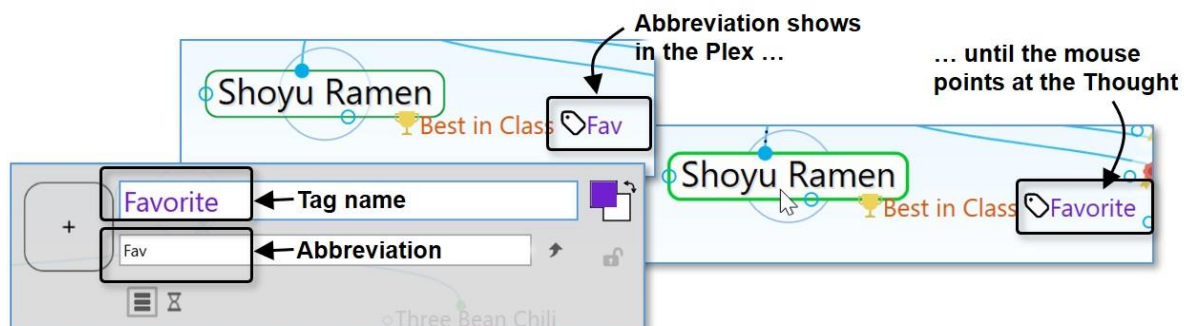 Abbreviation shows
in the Plex …
… until the mouse
points at the Thought
Shoyu Ramen
Best in Class Fav
Shoyu Ramen
Best in Class Favorite
Favorite Tag name
+
Fav Abbreviation
Three Bean Chili